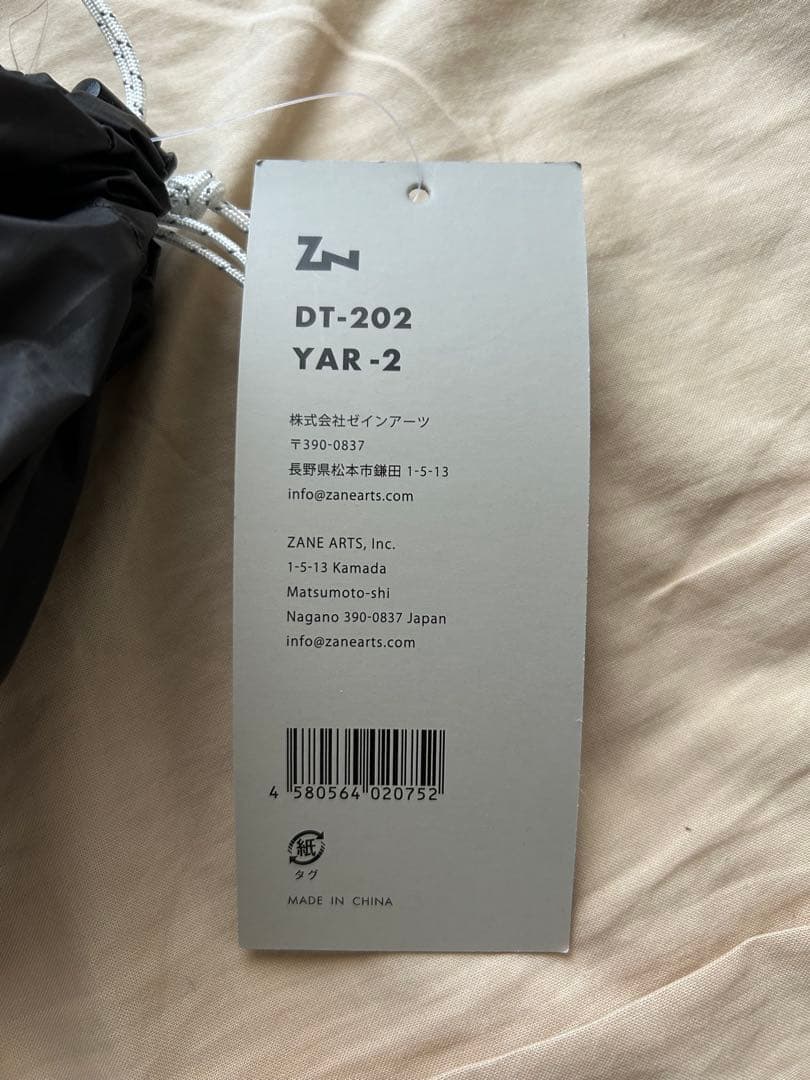 ZN
DT-202
YAR-2
株式会社ゼインアーツ
〒390-0837
長野県松本市鎌田 1-5-13
info@zanearts.com
ZANE ARTS, Inc.
1-5-13 Kamada
Matsumoto-shi
Nagano 390-0837 Japan
info@zanearts.com
4 580564 020752
紙
タグ
MADE IN CHINA